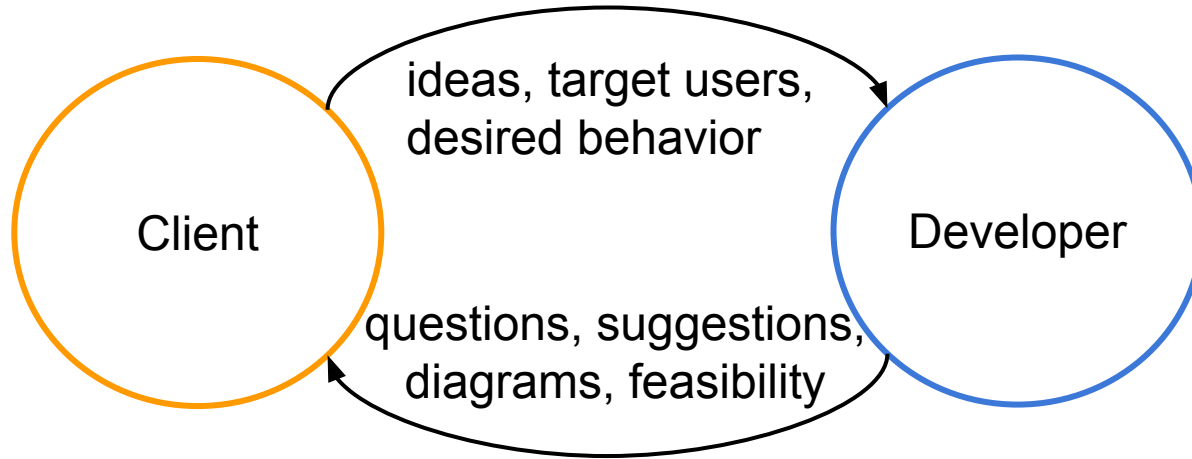 ideas, target users,
desired behavior
Client
Developer
questions, suggestions,
diagrams, feasibility